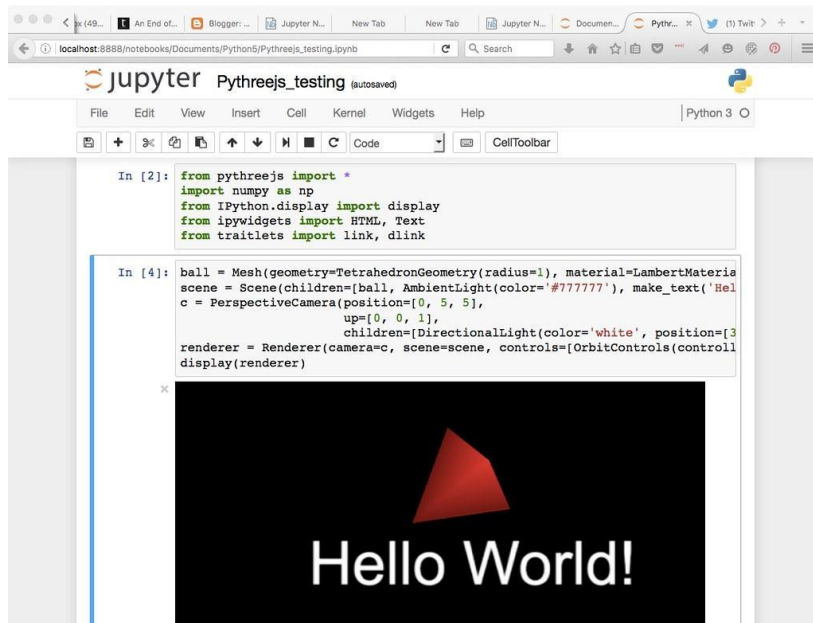 (49...
An End of...
Blogger: ...
Jupyter N...
New Tab
New Tab
Jupyter N...
Documen...
Pythr...
(1) Twit
localhost:8888/notebooks/Documents/Python5/Pythreejs_testing.ipynb
Search
jupyter Pythreejs_testing (autosaved)
File Edit View Insert Cell Kernel Widgets Help
Python 3
Code
CellToolbar
In [2]: from pythreejs import *
import numpy as np
from IPython.display import display
from ipywidgets import HTML, Text
from traitlets import link, dlink
In [4]: ball = Mesh(geometry=TetrahedronGeometry(radius=1), material=LambertMateria
scene = Scene(children=[ball, AmbientLight(color='#777777'), make_text('Hel
c = PerspectiveCamera(position=[0, 5, 5],
up=[0, 0, 1],
children=[DirectionalLight(color='white', position=[3
renderer = Renderer(camera=c, scene=scene, controls=[OrbitControls(controll
display(renderer)
Hello World!